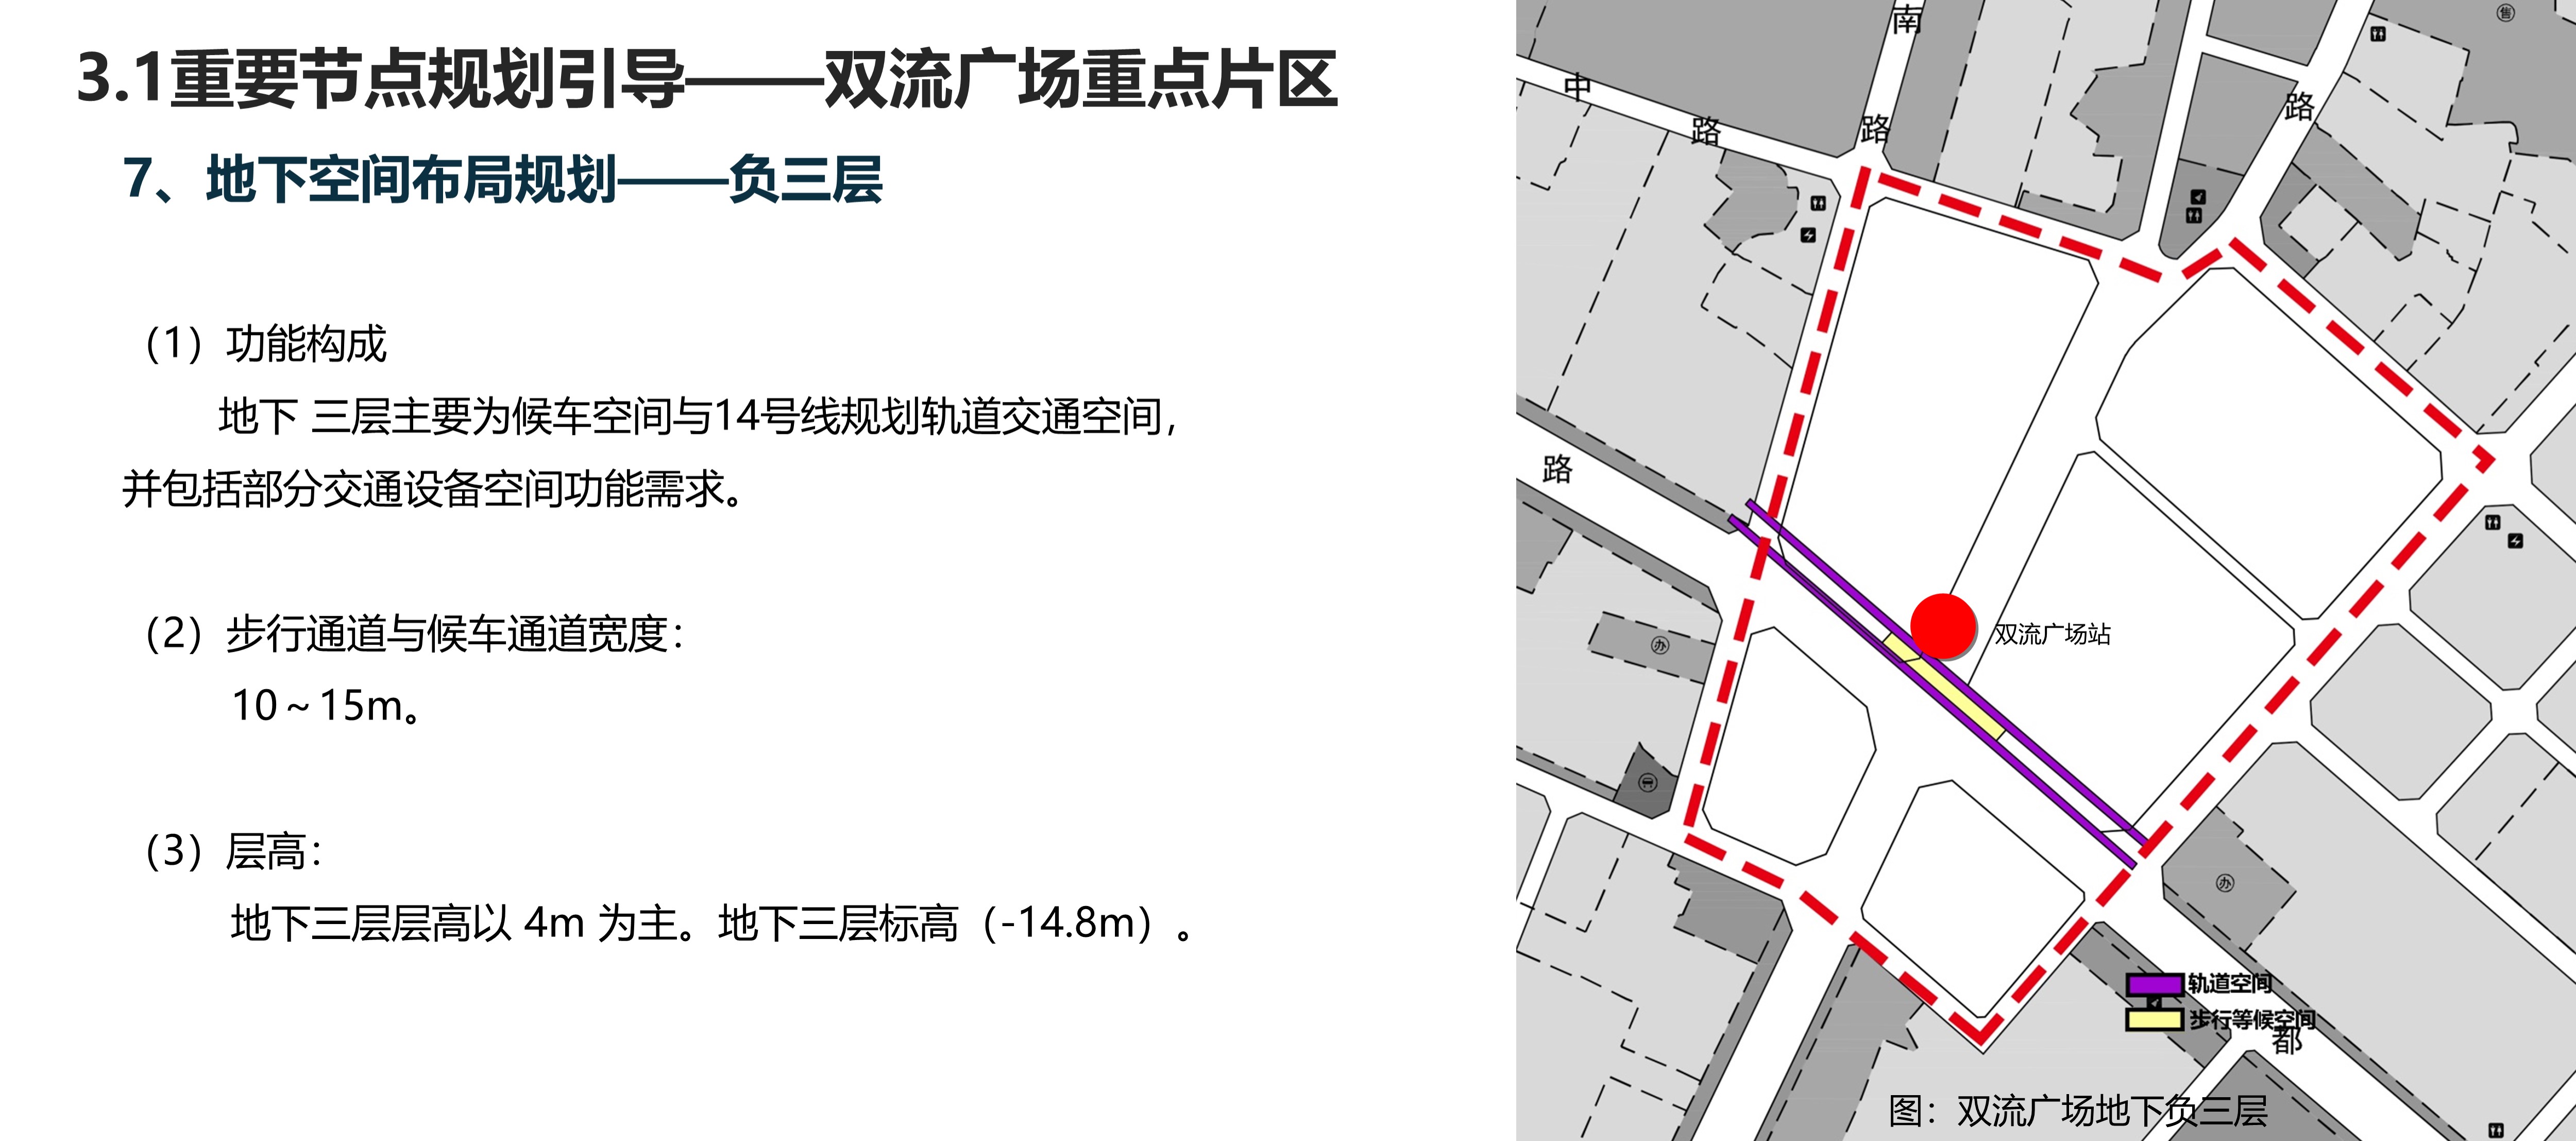 3.1重要节点规划引导——双流广场重点片区
7、地下空间布局规划——负三层
（1）功能构成
地下 三层主要为候车空间与14号线规划轨道交通空间，
并包括部分交通设备空间功能需求。
（2）步行通道与候车通道宽度：
10～15m。
（3）层高：
地下三层层高以 4m 为主。地下三层标高（-14.8m）。
南
售
中
路
路
路
路
双流广场站
办
办
轨道空间
步行等候空间
都
图：双流广场地下负三层